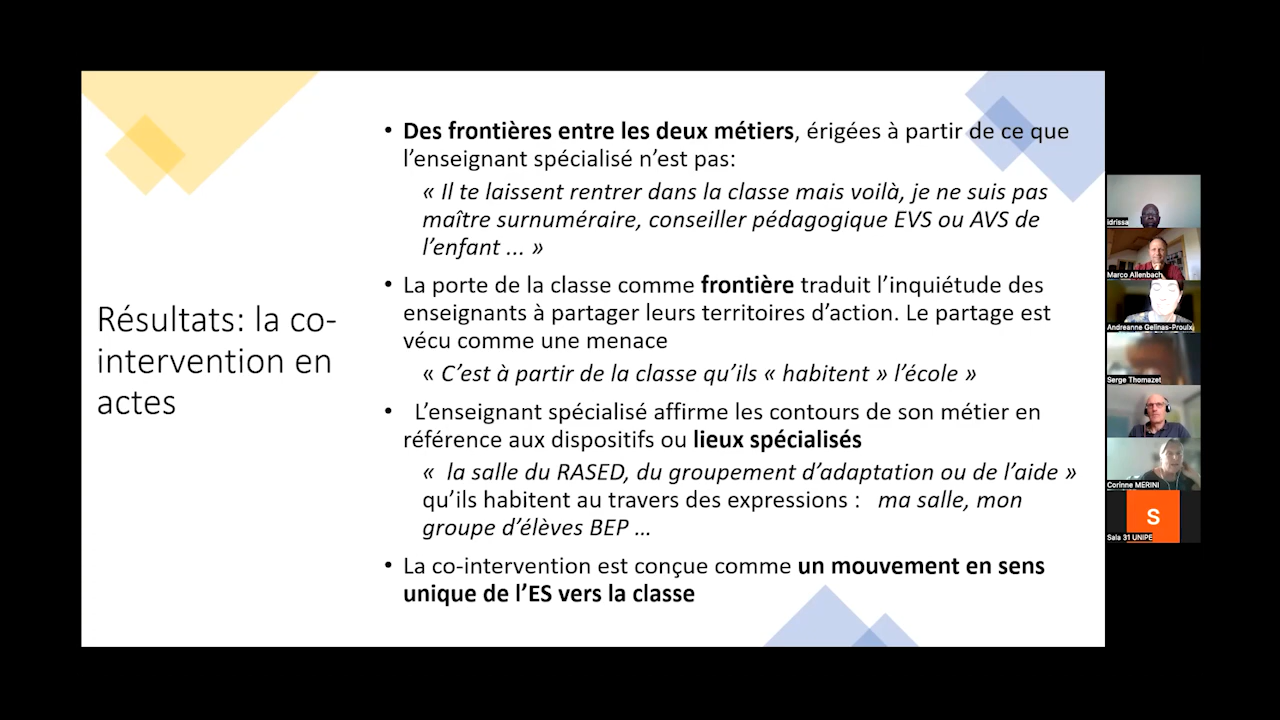 Résultats: la co-
intervention en
actes
• Des frontières entre les deux métiers, érigées à partir de ce que
l’enseignant spécialisé n’est pas:
« Il te laissent rentrer dans la classe mais voilà, je ne suis pas
maître surnuméraire, conseiller pédagogique EVS ou AVS de
l’enfant ... »
• La porte de la classe comme frontière traduit l’inquiétude des
enseignants à partager leurs territoires d’action. Le partage est
vécu comme une menace
« C’est à partir de la classe qu’ils « habitent » l’école »
• L’enseignant spécialisé affirme les contours de son métier en
référence aux dispositifs ou lieux spécialisés
« la salle du RASED, du groupement d’adaptation ou de l’aide »
qu’ils habitent au travers des expressions : ma salle, mon
groupe d’élèves BEP …
• La co-intervention est conçue comme un mouvement en sens
unique de l’ES vers la classe
idrissa
Marco Allenbach
Andreanne Gelinas-Proulx
Serge Thomazet
Corinne MERINI
S
Sala 31 UNIPE